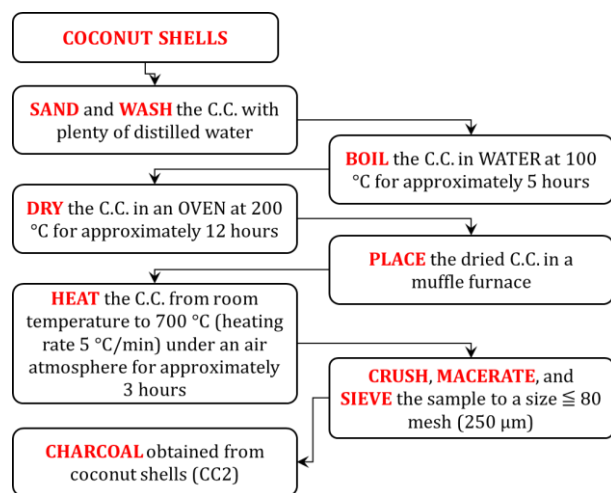 COCONUT SHELLS
SAND and WASH the C.C. with
plenty of distilled water
BOIL the C.C. in WATER at 100
°C for approximately 5 hours
DRY the C.C. in an OVEN at 200
°C for approximately 12 hours
PLACE the dried C.C. in a
muffle furnace
HEAT the C.C. from room
temperature to 700 °C (heating
rate 5 °C/min) under an air
atmosphere for approximately
3 hours
CRUSH, MACERATE, and
SIEVE the sample to a size ≦ 80
mesh (250 μm)
CHARCOAL obtained from
coconut shells (CC2)